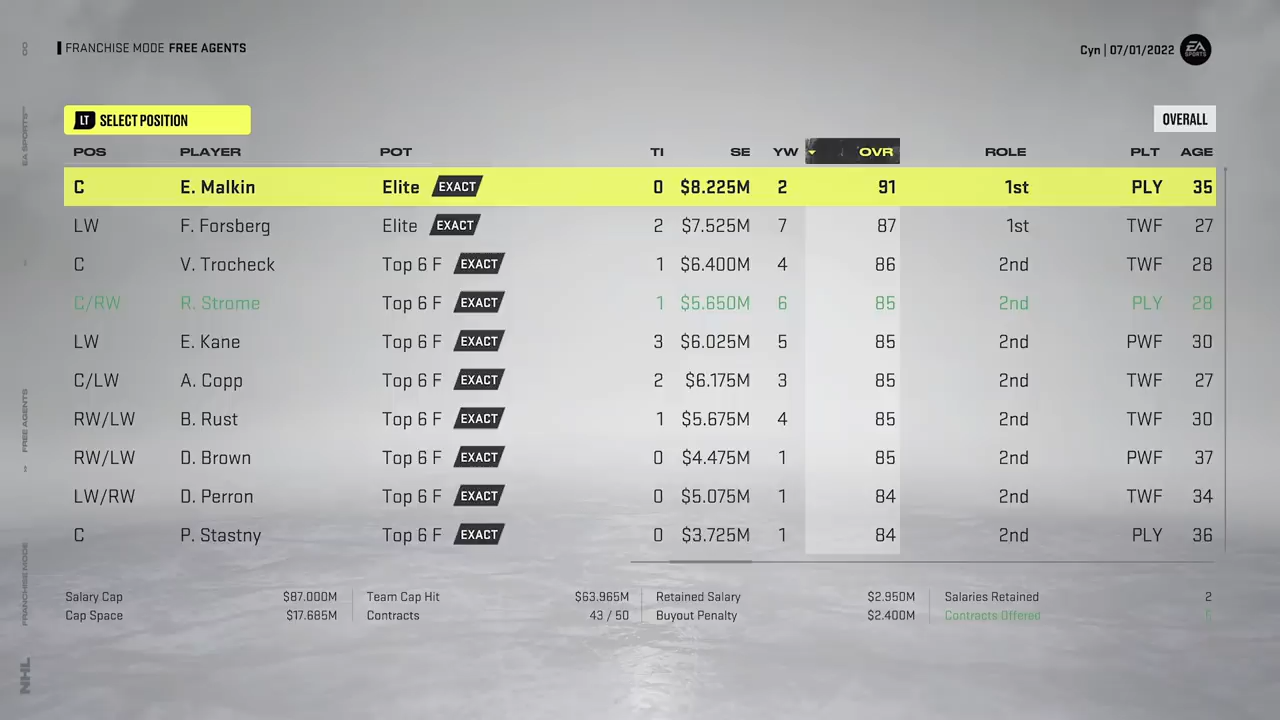 FRANCHISE MODE FREE AGENTS
Cyn | 07/01/2022
EA SPORTS
LT SELECT POSITION
OVERALL
POS PLAYER POT TI SE YW OVR ROLE PLT AGE
C E. Malkin Elite EXACT 0 $8.225M 2 91 1st PLY 35
LW F. Forsberg Elite EXACT 2 $7.525M 7 87 1st TWF 27
C V. Trocheck Top 6 F EXACT 1 $6.400M 4 86 2nd TWF 28
C/RW R. Strome Top 6 F EXACT 1 $5.650M 6 85 2nd PLY 28
LW E. Kane Top 6 F EXACT 3 $6.025M 5 85 2nd PWF 30
C/LW A. Copp Top 6 F EXACT 2 $6.175M 3 85 2nd TWF 27
RW/LW B. Rust Top 6 F EXACT 1 $5.675M 4 85 2nd TWF 30
RW/LW D. Brown Top 6 F EXACT 0 $4.475M 1 85 2nd PWF 37
LW/RW D. Perron Top 6 F EXACT 0 $5.075M 1 84 2nd TWF 34
C P. Stastny Top 6 F EXACT 0 $3.725M 1 84 2nd PLY 36
Salary Cap $87.000M Team Cap Hit $63.965M Retained Salary $2.950M Salaries Retained 2
Cap Space $17.685M Contracts 43 / 50 Buyout Penalty $2.400M Contracts Offered
NHL FRANCHISE MODE » FREE AGENTS
EA SPORTS™